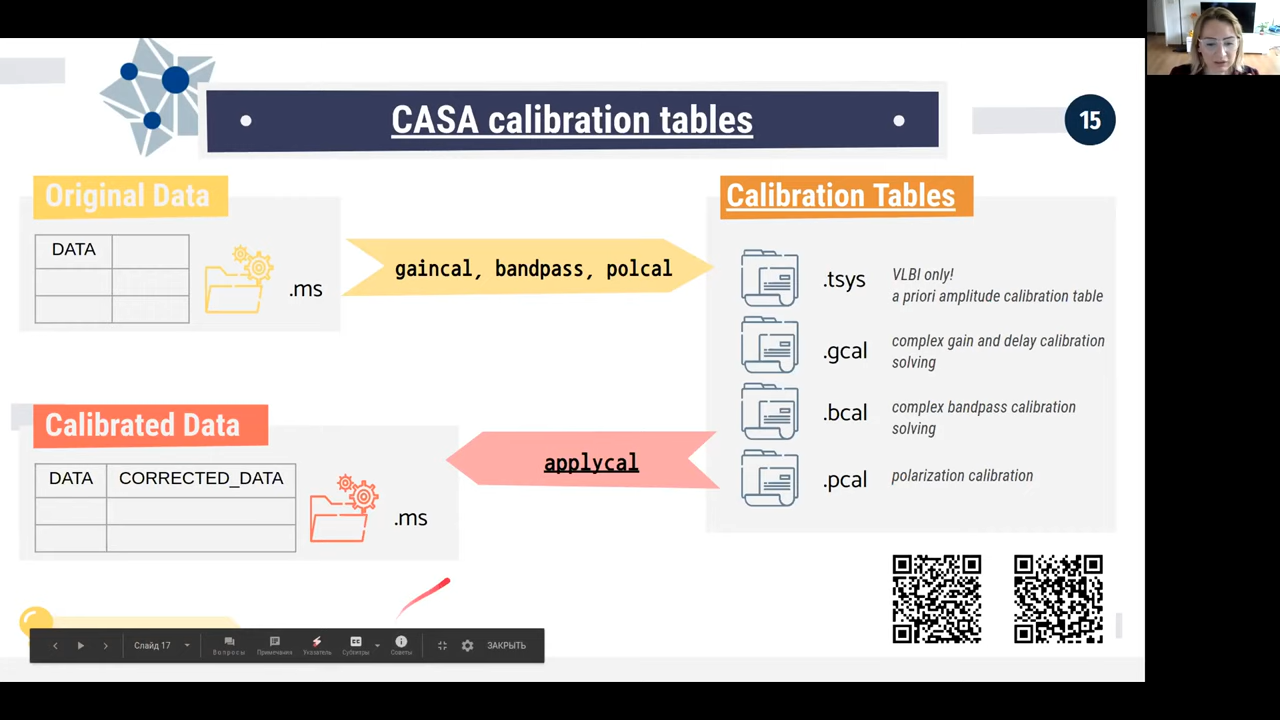 CASA calibration tables
15
Original Data
DATA
.ms
gaincal, bandpass, polcal
Calibration Tables
.tsys
VLBI only!
a priori amplitude calibration table
.gcal
complex gain and delay calibration
solving
.bcal
complex bandpass calibration
solving
.pcal
polarization calibration
Calibrated Data
DATA CORRECTED_DATA
.ms
applycal
Слайд 17
Вопросы
Примечания
Указатель
Субтитры
Советы
ЗАКРЫТЬ